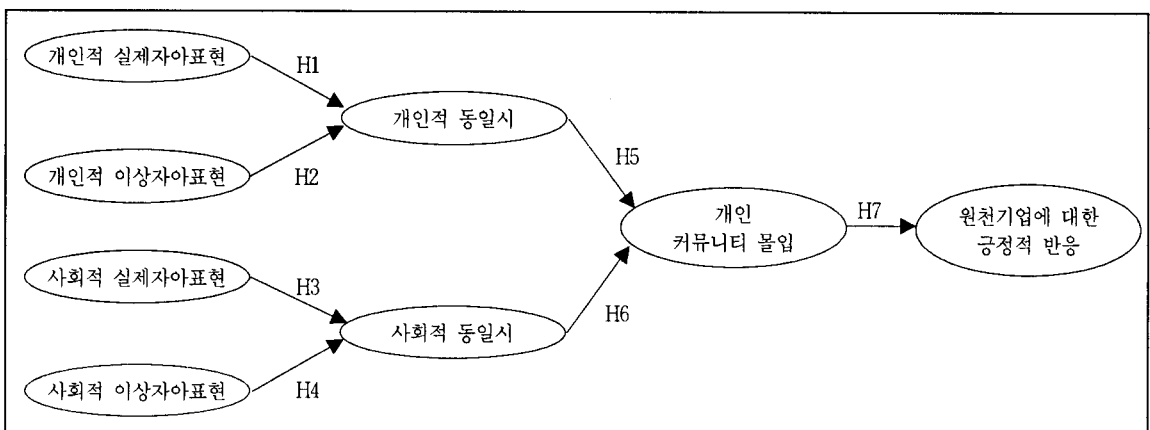 개인적 실제자아표현
H1
개인적 동일시
개인적 이상자아표현
H2
H5
개인
커뮤니티 몰입
H7
원천기업에 대한
긍정적 반응
사회적 실제자아표현
H3
사회적 동일시
H6
사회적 이상자아표현
H4